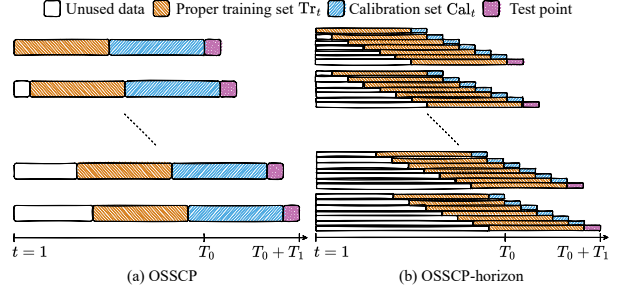 Unused data Proper training set Tr_t Calibration set Cal_t Test point
t = 1 T_0 T_0 + T_1 t = 1 T_0 T_0 + T_1
(a) OSSCP (b) OSSCP-horizon